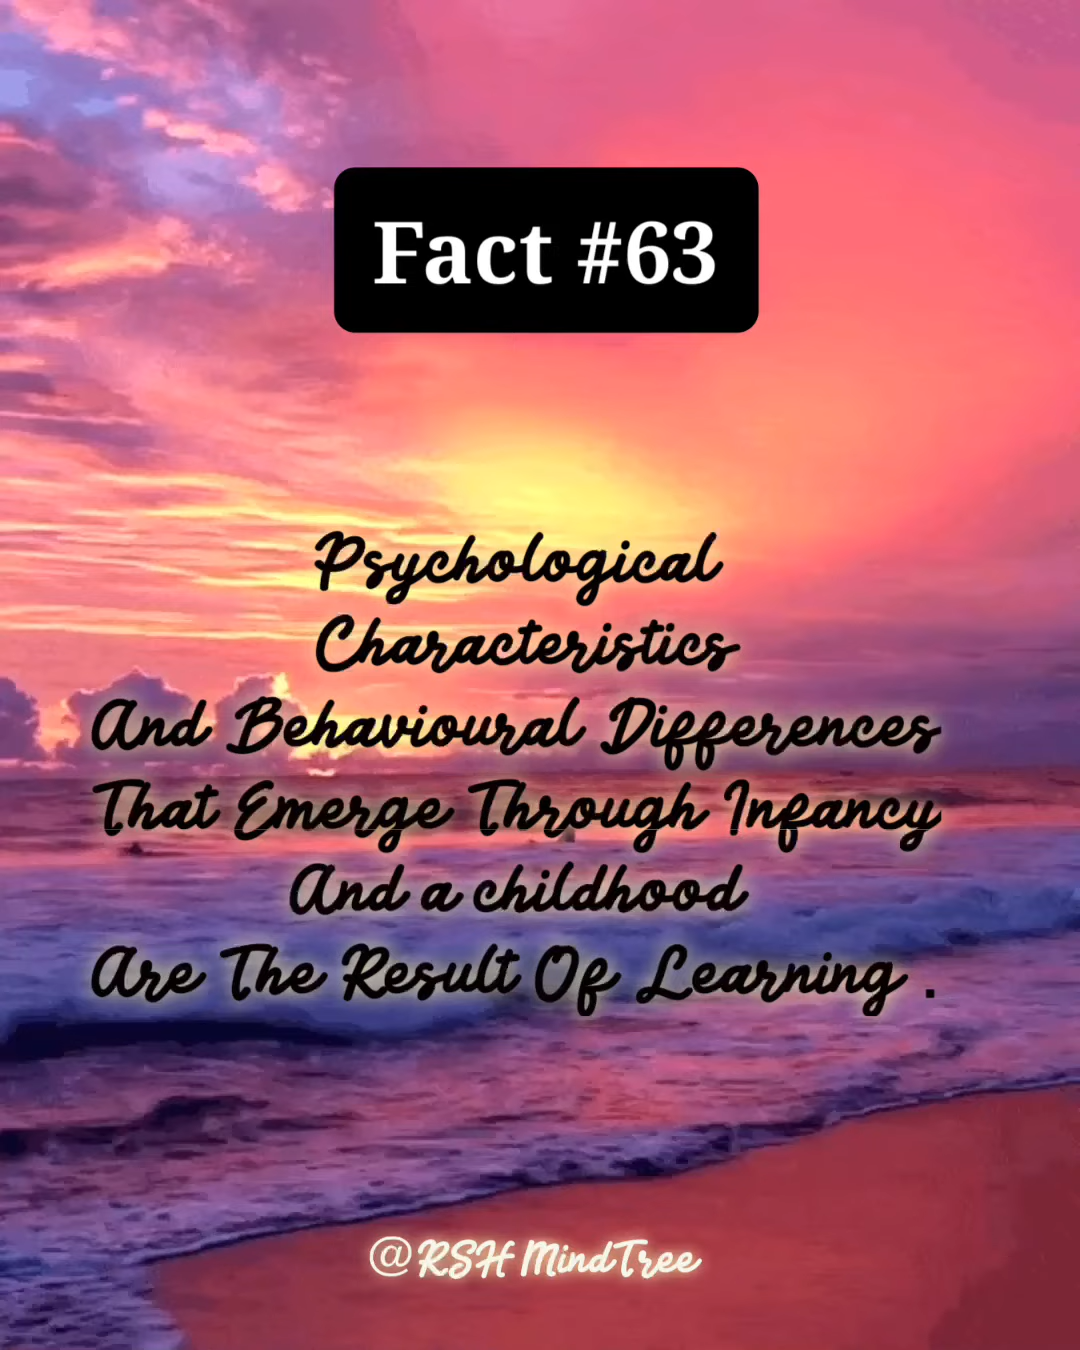 Fact #63
Psychological
Characteristics
And Behavioural Differences
That Emerge Through Infancy
And a childhood
Are The Result Of Learning .
@RSH MindTree